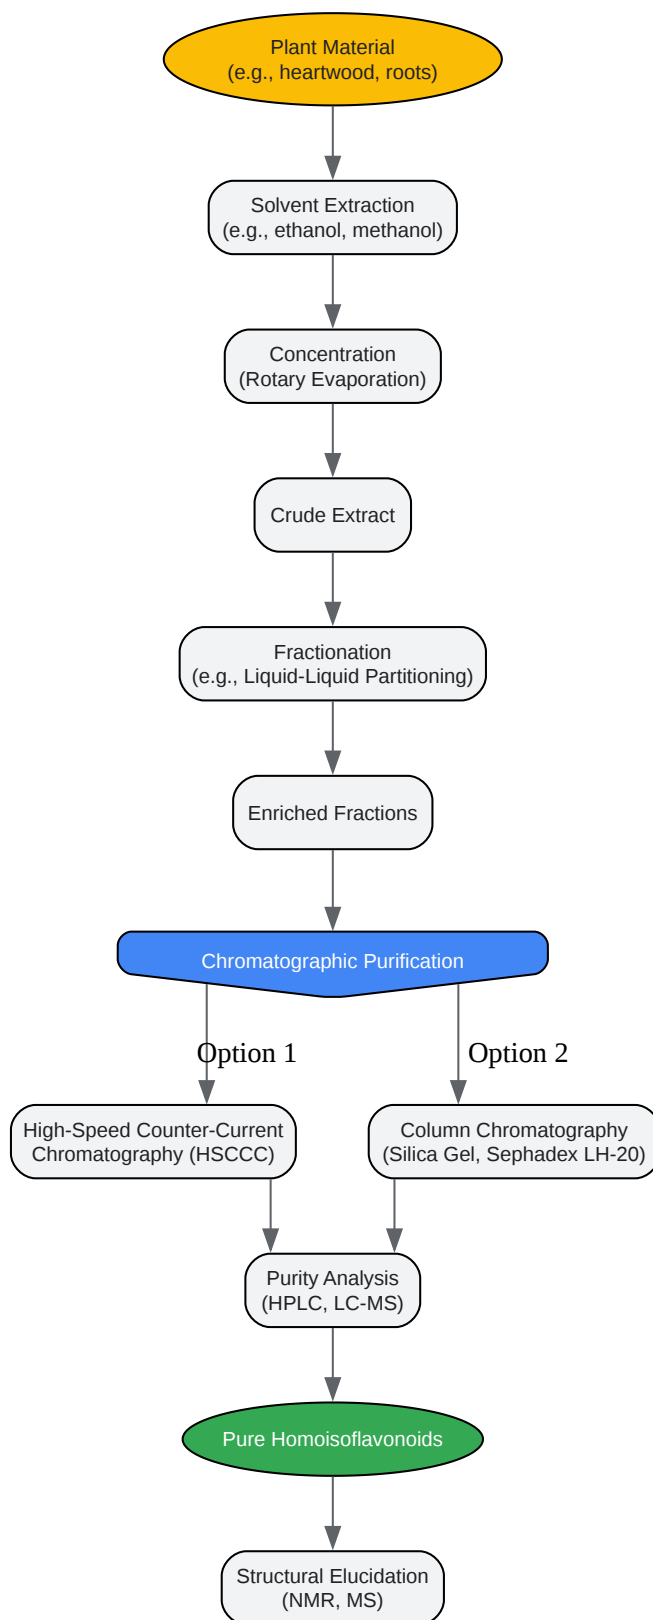 Plant Material
(e.g., heartwood, roots)
Solvent Extraction
(e.g., ethanol, methanol)
Concentration
(Rotary Evaporation)
Crude Extract
Fractionation
(e.g., Liquid-Liquid Partitioning)
Enriched Fractions
Chromatographic Purification
Option 1
Option 2
High-Speed Counter-Current
Chromatography (HSCCC)
Column Chromatography
(Silica Gel, Sephadex LH-20)
Purity Analysis
(HPLC, LC-MS)
Pure Homoisoflavonoids
Structural Elucidation
(NMR, MS)